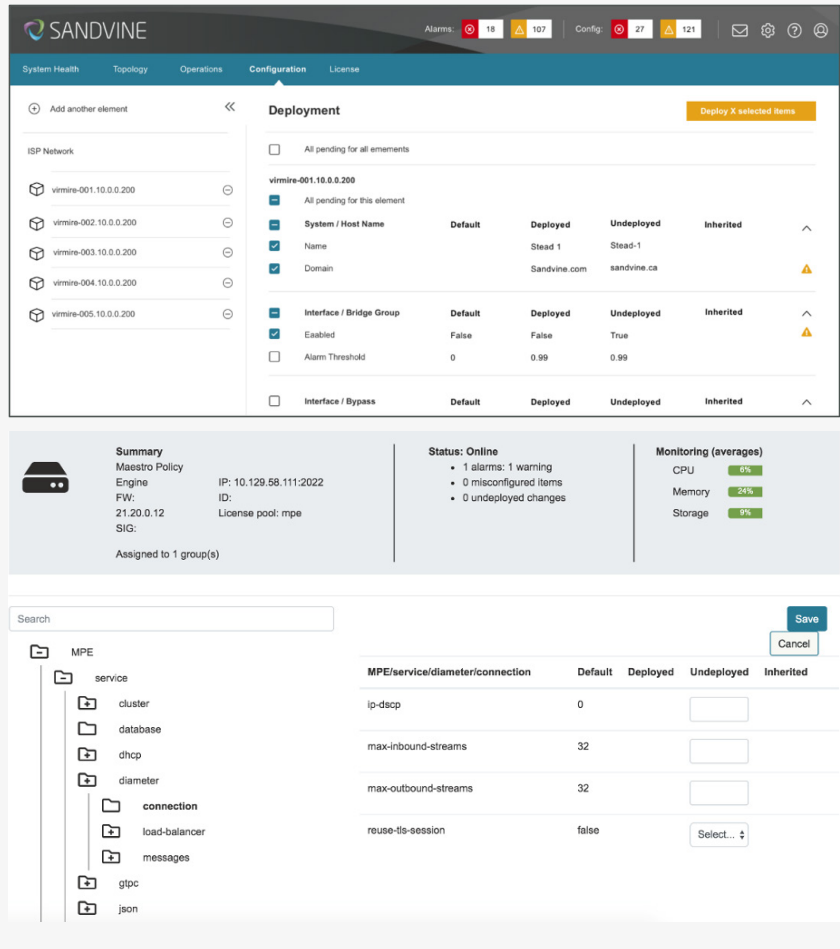 SANDVINE
Alarms: 18 107 Config: 27 121
System Health Topology Operations Configuration License
Add another element
ISP Network
virmire-001.10.0.0.200
virmire-002.10.0.0.200
virmire-003.10.0.0.200
virmire-004.10.0.0.200
virmire-005.10.0.0.200
Deployment Deploy X selected items
All pending for all emements
virmire-001.10.0.0.200
All pending for this element
System / Host Name Default Deployed Undeployed Inherited
Name Stead 1 Stead-1
Domain Sandvine.com sandvine.ca
Interface / Bridge Group Default Deployed Undeployed Inherited
Eaabled False False True
Alarm Threshold 0 0.99 0.99
Interface / Bypass Default Deployed Undeployed Inherited
Summary
Maestro Policy
Engine IP: 10.129.58.111:2022
FW: ID:
21.20.0.12 License pool: mpe
SIG:
Assigned to 1 group(s)
Status: Online
• 1 alarms: 1 warning
• 0 misconfigured items
• 0 undeployed changes
Monitoring (averages)
CPU 6%
Memory 24%
Storage 9%
Search
MPE
service
cluster
database
dhcp
diameter
connection
load-balancer
messages
gtpc
json
Save
Cancel
MPE/service/diameter/connection Default Deployed Undeployed Inherited
ip-dscp 0
max-inbound-streams 32
max-outbound-streams 32
reuse-tls-session false Select...